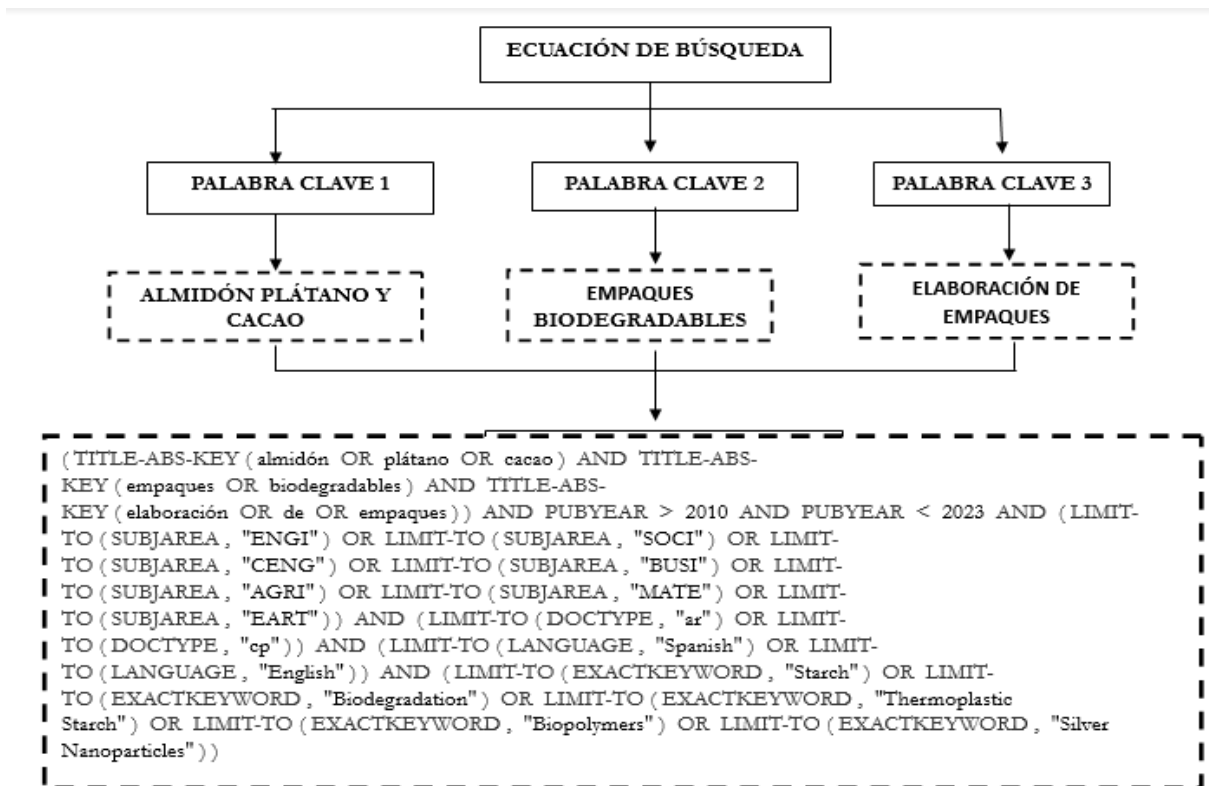 ECUACIÓN DE BÚSQUEDA
PALABRA CLAVE 1
PALABRA CLAVE 2
PALABRA CLAVE 3
ALMIDÓN PLÁTANO Y
CACAO
EMPAQUES
BIODEGRADABLES
ELABORACIÓN DE
EMPAQUES
(TITLE-ABS-KEY (almidón OR plátano OR cacao) AND TITLE-ABS-
KEY (empaques OR biodegradables) AND TITLE-ABS-
KEY (elaboración OR de OR empaques)) AND PUBYEAR > 2010 AND PUBYEAR < 2023 AND (LIMIT-
TO (SUBJAREA, "ENGI") OR LIMIT-TO (SUBJAREA, "SOCI") OR LIMIT-
TO (SUBJAREA, "CENG") OR LIMIT-TO (SUBJAREA, "BUSI") OR LIMIT-
TO (SUBJAREA, "AGRI") OR LIMIT-TO (SUBJAREA, "MATE") OR LIMIT-
TO (SUBJAREA, "EART")) AND (LIMIT-TO (DOCTYPE, "ar") OR LIMIT-
TO (DOCTYPE, "cp")) AND (LIMIT-TO (LANGUAGE, "Spanish") OR LIMIT-
TO (LANGUAGE, "English")) AND (LIMIT-TO (EXACTKEYWORD, "Starch") OR LIMIT-
TO (EXACTKEYWORD, "Biodegradation") OR LIMIT-TO (EXACTKEYWORD, "Thermoplastic
Starch") OR LIMIT-TO (EXACTKEYWORD, "Biopolymers") OR LIMIT-TO (EXACTKEYWORD, "Silver
Nanoparticles"))